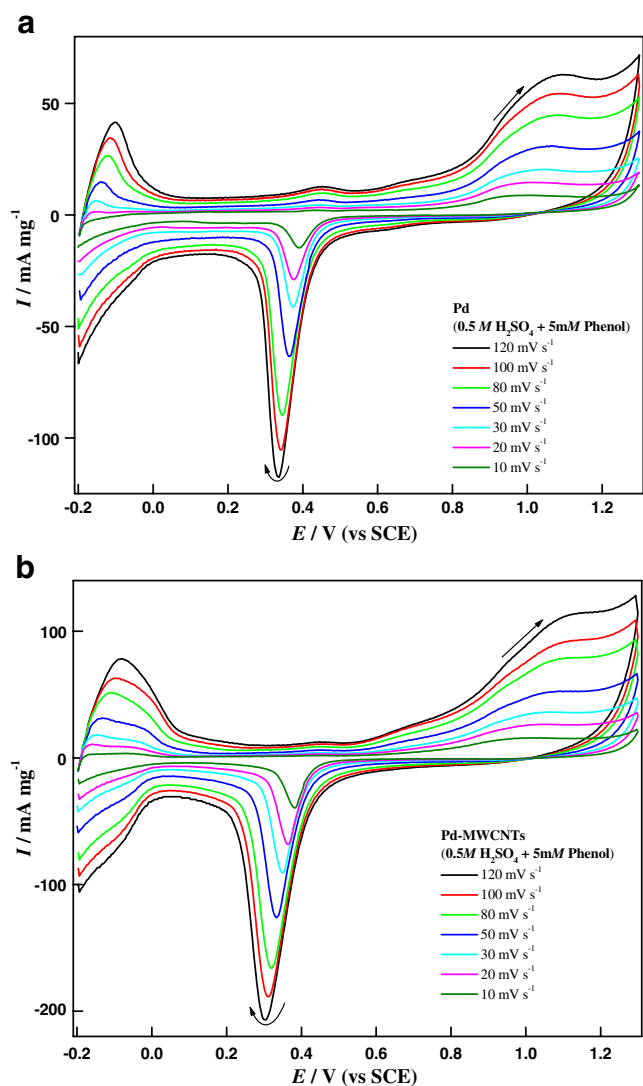 a
50
0
-50
-100
I / mA mg⁻¹
Pd
(0.5 M H₂SO₄ + 5mM Phenol)
120 mV s⁻¹
100 mV s⁻¹
80 mV s⁻¹
50 mV s⁻¹
30 mV s⁻¹
20 mV s⁻¹
10 mV s⁻¹
-0.2 0.0 0.2 0.4 0.6 0.8 1.0 1.2
E / V (vs SCE)
b
100
0
-100
-200
I / mA mg⁻¹
Pd-MWCNTs
(0.5M H₂SO₄ + 5mM Phenol)
120 mV s⁻¹
100 mV s⁻¹
80 mV s⁻¹
50 mV s⁻¹
30 mV s⁻¹
20 mV s⁻¹
10 mV s⁻¹
-0.2 0.0 0.2 0.4 0.6 0.8 1.0 1.2
E / V (vs SCE)